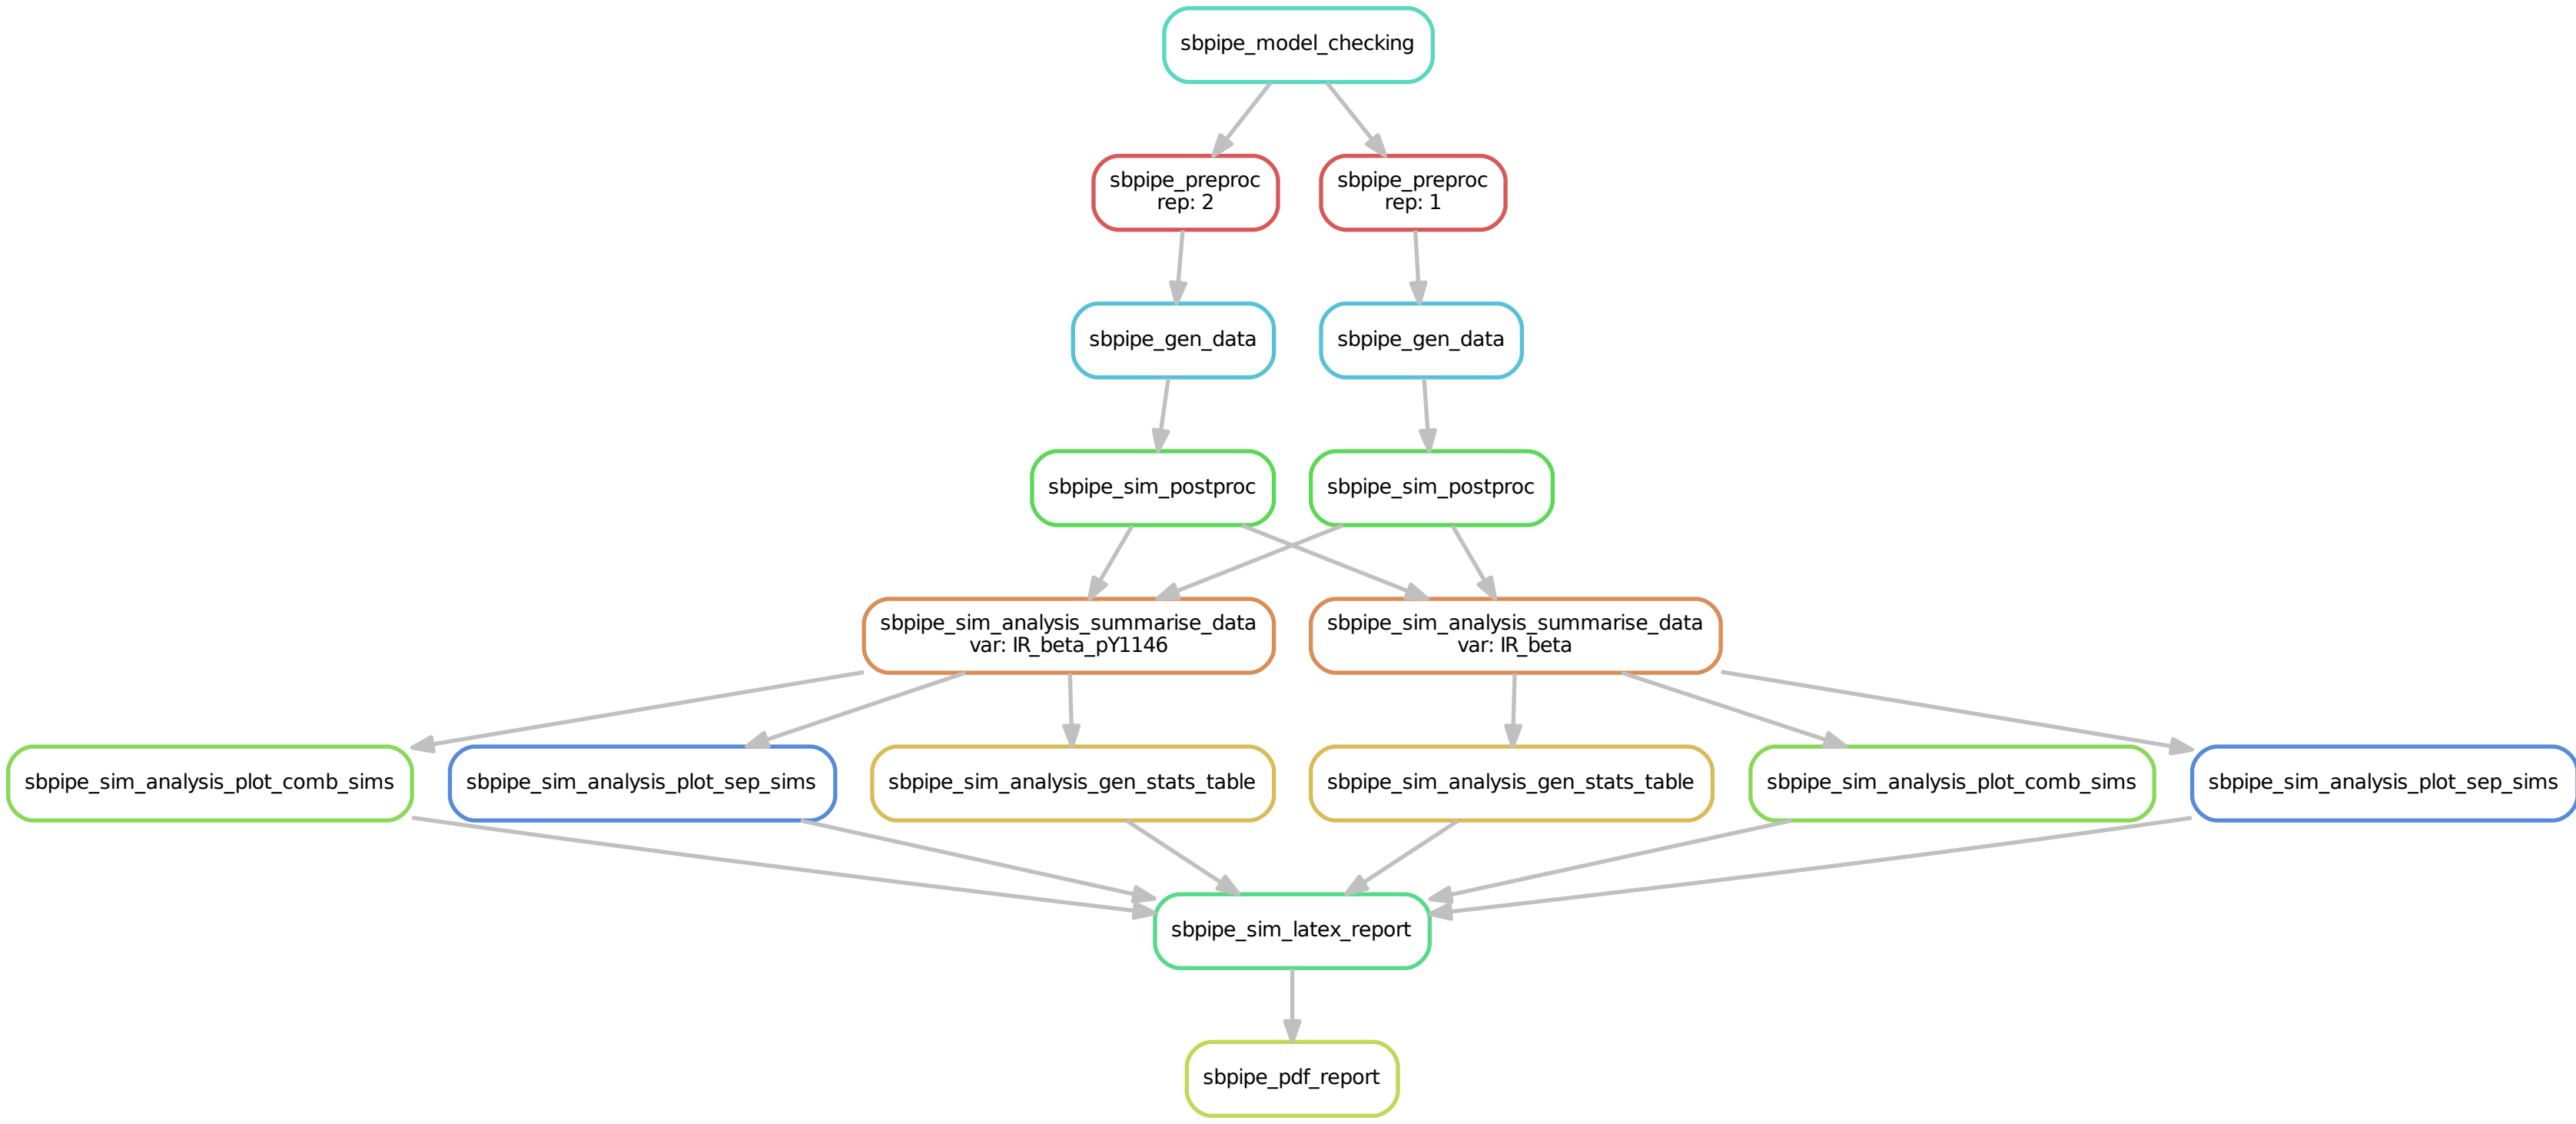 sbpipe_model_checking
sbpipe_preproc
rep: 2
sbpipe_preproc
rep: 1
sbpipe_gen_data
sbpipe_gen_data
sbpipe_sim_postproc
sbpipe_sim_postproc
sbpipe_sim_analysis_summarise_data
var: IR_beta_pY1146
sbpipe_sim_analysis_summarise_data
var: IR_beta
sbpipe_sim_analysis_plot_comb_sims
sbpipe_sim_analysis_plot_sep_sims
sbpipe_sim_analysis_gen_stats_table
sbpipe_sim_analysis_gen_stats_table
sbpipe_sim_analysis_plot_comb_sims
sbpipe_sim_analysis_plot_sep_sims
sbpipe_sim_latex_report
sbpipe_pdf_report